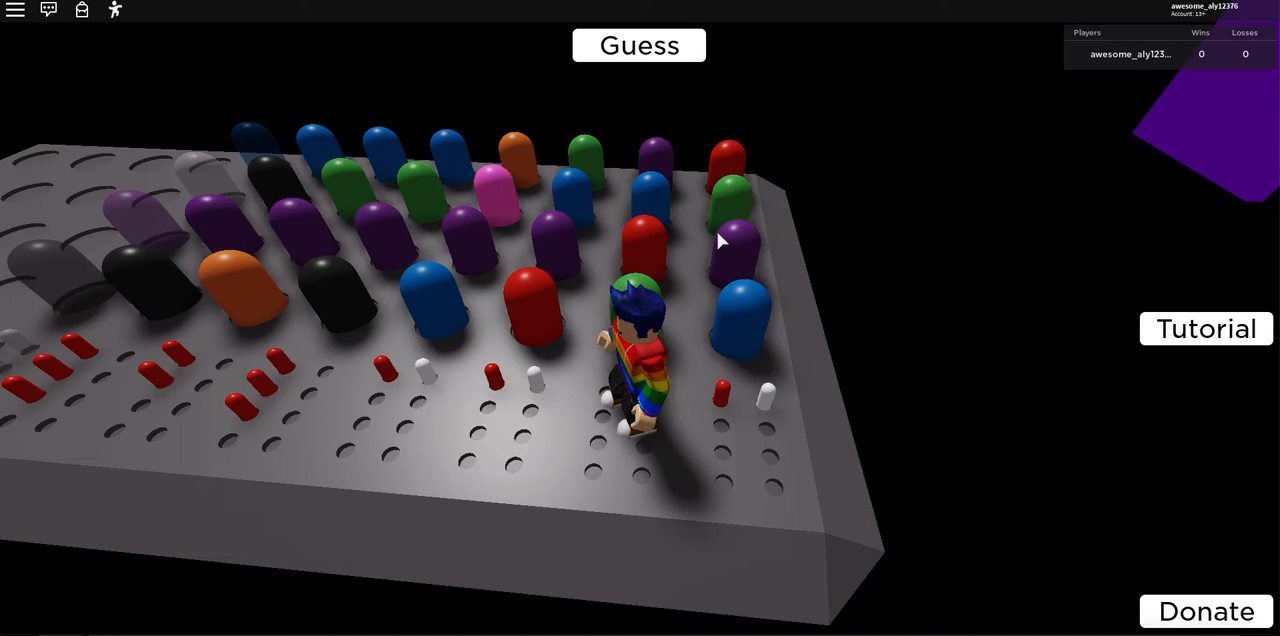 awesome_aly12376
Account: 13+
Guess
Players Wins Losses
awesome_aly123... 0 0
Tutorial
Donate